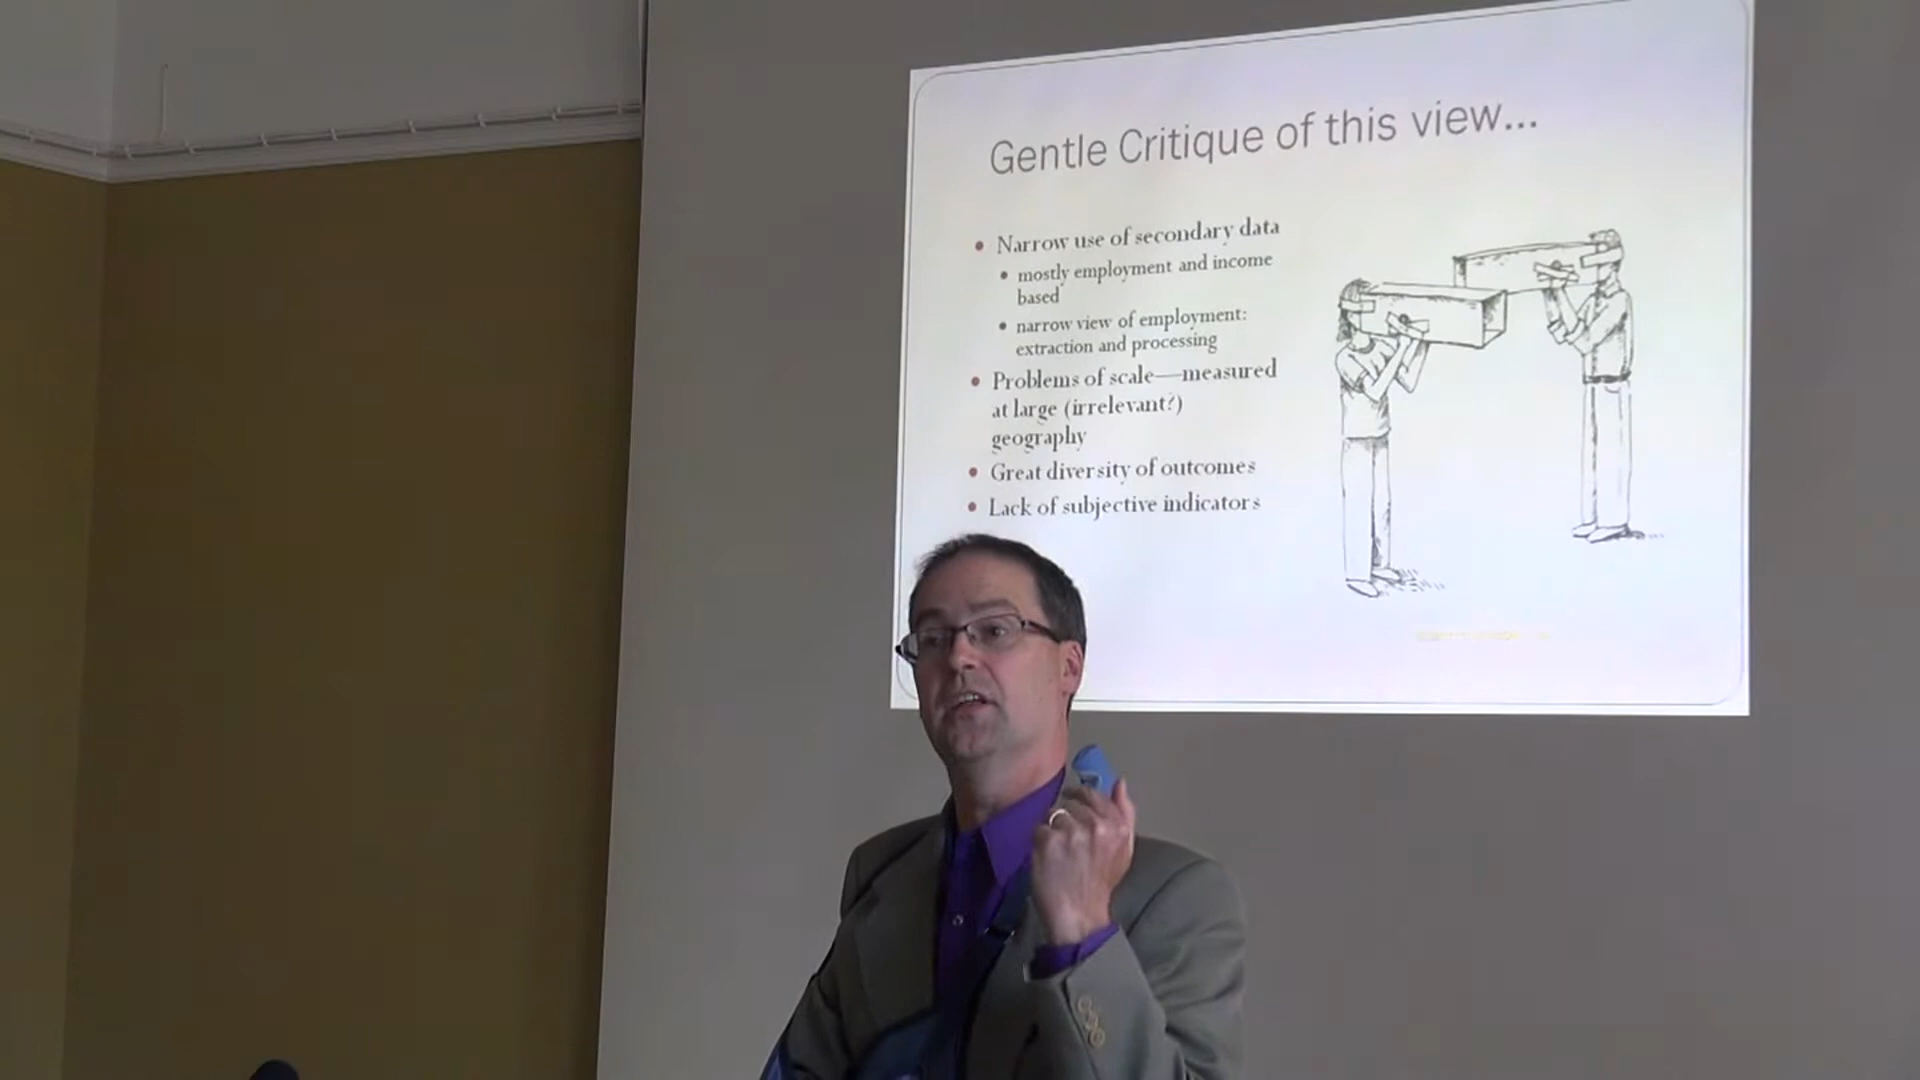 Gentle Critique of this view...
Narrow use of secondary data
mostly employment and income
based
narrow view of employment:
extraction and processing
Problems of scale—measured
at large (irrelevant?)
geography
Great diversity of outcomes
Lack of subjective indicators